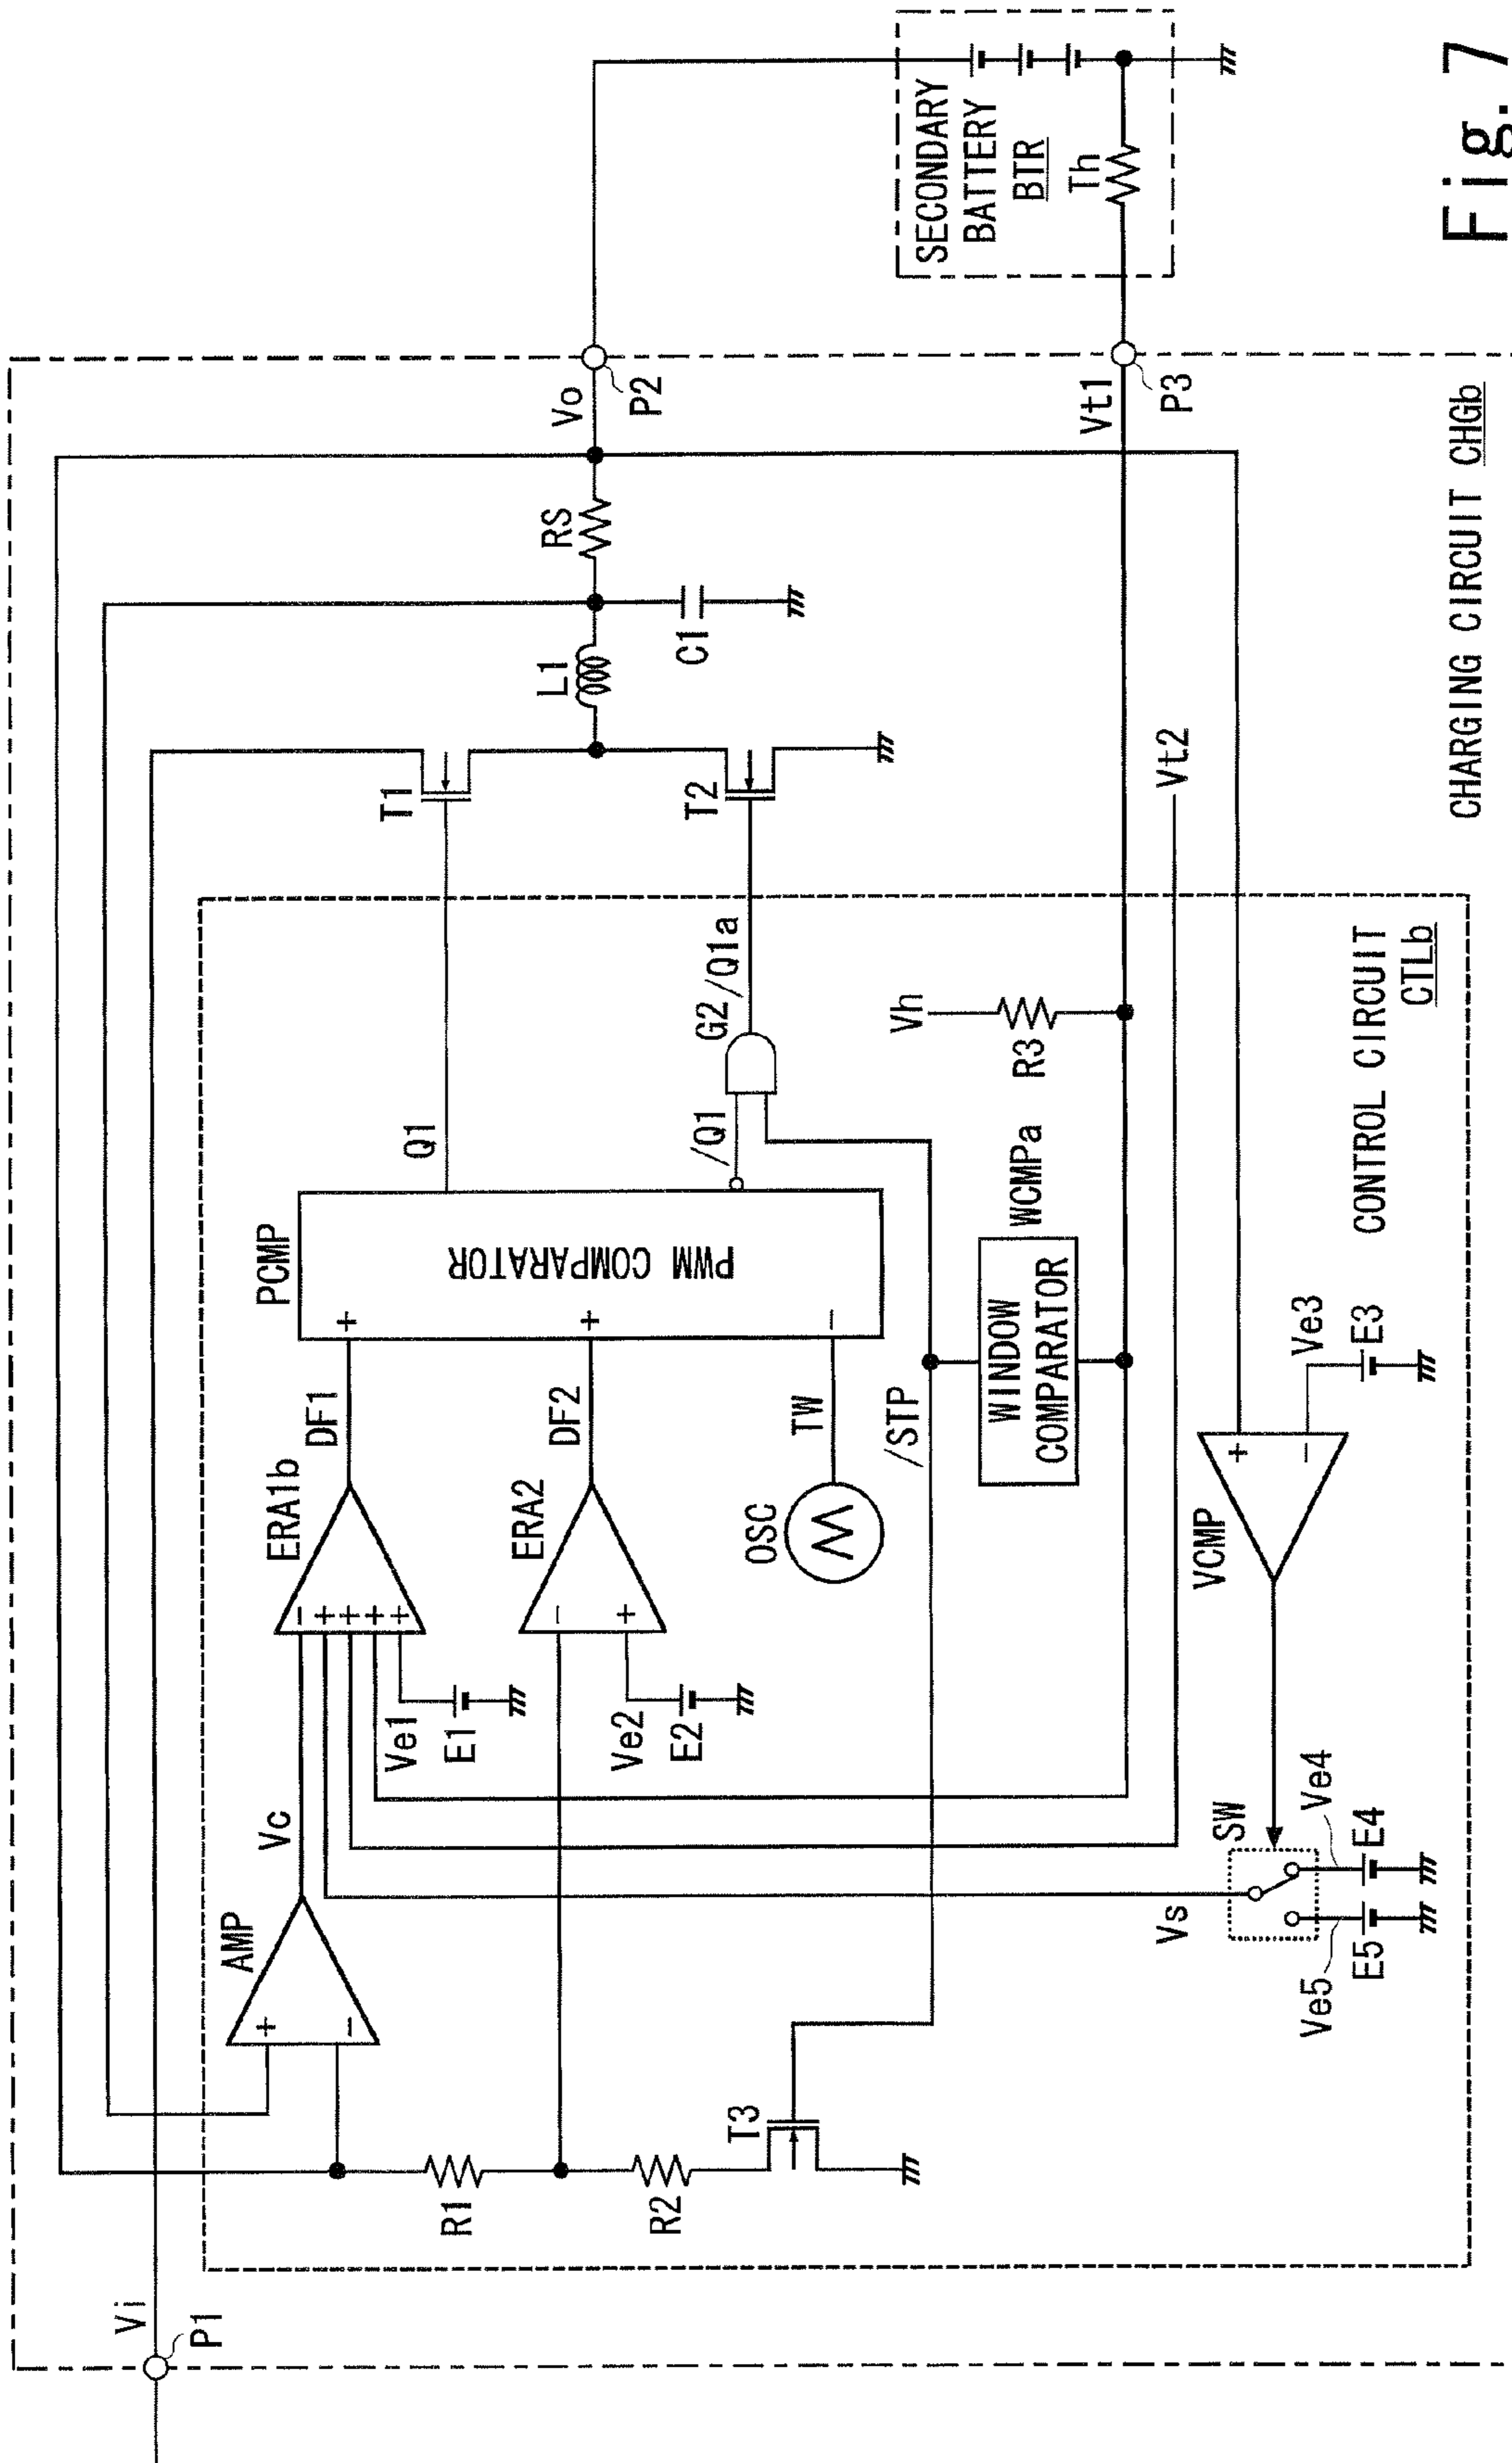 Vi
P1
AMP
+
−
Vc
R1
R2
T3
Ve1
E1
Ve2
E2
ERA1b
−
+
+
+
+
DF1
ERA2
−
+
DF2
OSC
TW
/STP
PCMP
+
+
−
PWM COMPARATOR
Q1
/Q1
G2
/Q1a
WINDOW
COMPARATOR
WCMPa
R3
Vh
T1
T2
L1
C1
RS
Vo
P2
Vt1
P3
Vt2
SECONDARY
BATTERY
BTR
Th
Vs
SW
Ve5
E5
Ve4
E4
VCMP
+
−
Ve3
E3
CONTROL CIRCUIT
CTLb
CHARGING CIRCUIT CHGb
Fig. 7